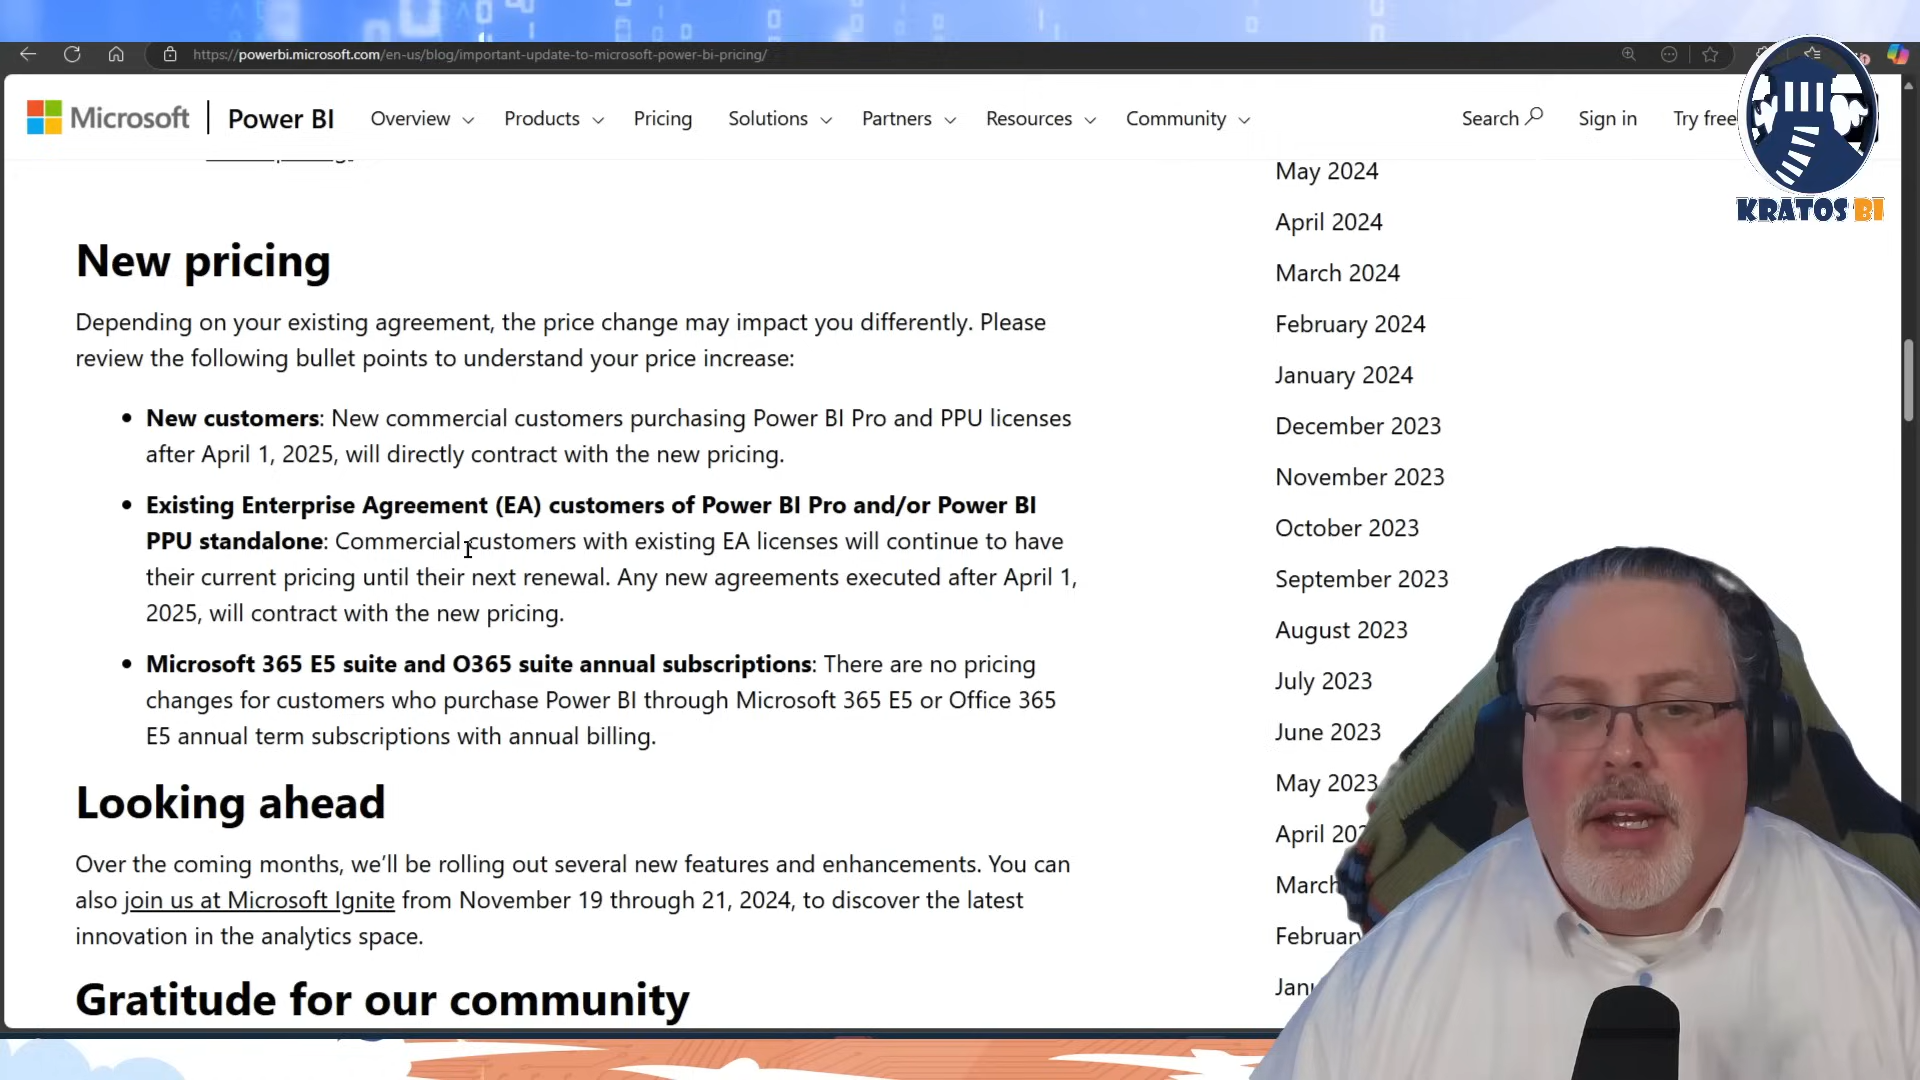 https://powerbi.microsoft.com/en-us/blog/important-update-to-microsoft-power-bi-pricing/
Microsoft | Power BI Overview Products Pricing Solutions Partners Resources Community Search Sign in Try free
KRATOS BI
New pricing
Depending on your existing agreement, the price change may impact you differently. Please
review the following bullet points to understand your price increase:
• New customers: New commercial customers purchasing Power BI Pro and PPU licenses
after April 1, 2025, will directly contract with the new pricing.
• Existing Enterprise Agreement (EA) customers of Power BI Pro and/or Power BI
PPU standalone: Commercial customers with existing EA licenses will continue to have
their current pricing until their next renewal. Any new agreements executed after April 1,
2025, will contract with the new pricing.
• Microsoft 365 E5 suite and O365 suite annual subscriptions: There are no pricing
changes for customers who purchase Power BI through Microsoft 365 E5 or Office 365
E5 annual term subscriptions with annual billing.
Looking ahead
Over the coming months, we’ll be rolling out several new features and enhancements. You can
also join us at Microsoft Ignite from November 19 through 21, 2024, to discover the latest
innovation in the analytics space.
Gratitude for our community
May 2024
April 2024
March 2024
February 2024
January 2024
December 2023
November 2023
October 2023
September 2023
August 2023
July 2023
June 2023
May 2023
April 202
March
February
Janu